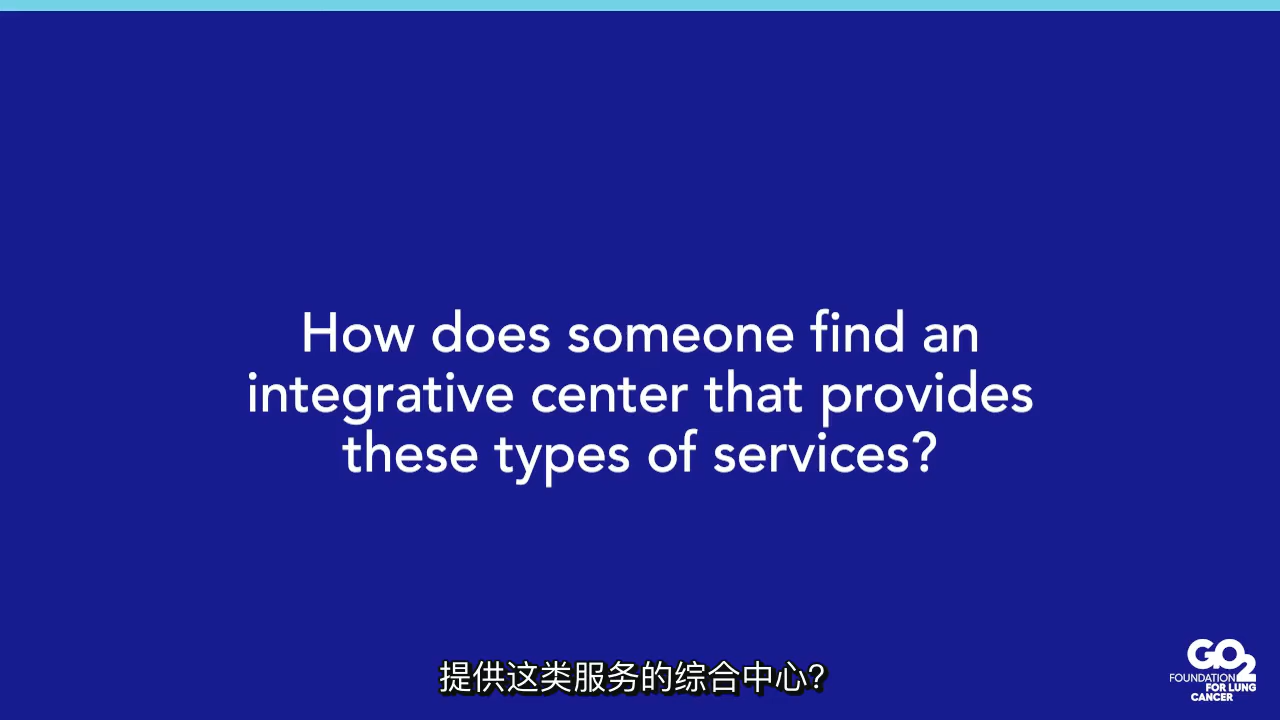 How does someone find an
integrative center that provides
these types of services?
提供这类服务的综合中心?
GO2
FOUNDATION
FOR LUNG
CANCER